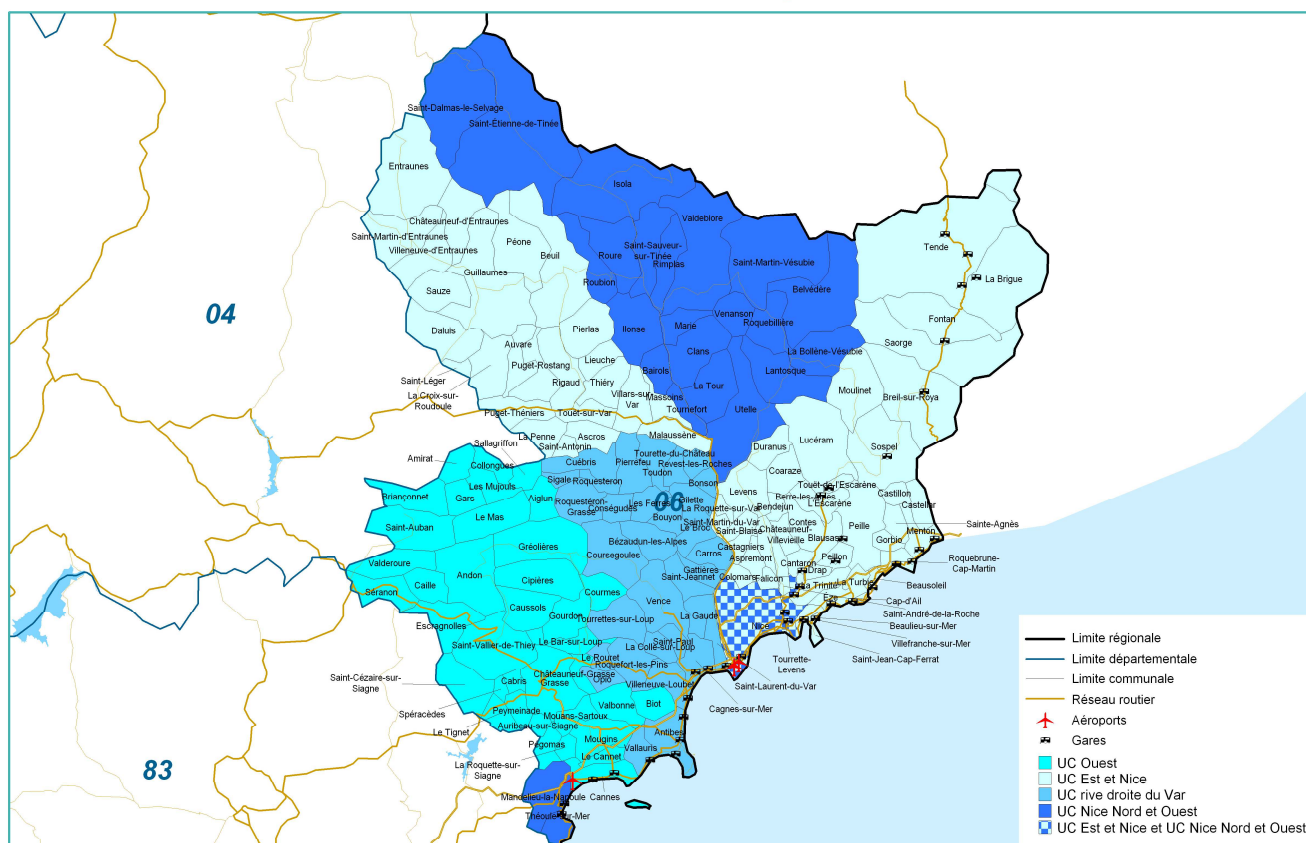 Saint-Dalmas-le-Selvage
Saint-Étienne-de-Tinée
Entraunes
Isola
Châteauneuf-d'Entraunes
Valdeblore
Saint-Martin-d'Entraunes
Villeneuve-d'Entraunes
Péone
Beuil
Saint-Sauveur-
sur-Tinée
Roure
Rimplas
Saint-Martin-Vésubie
Tende
La Brigue
Guillaumes
Roubion
Belvédère
Sauze
04
Venanson
Fontan
Daluis
Pierlas
Ilonse
Marie
Roquebillière
Saorge
Auvare
Clans
La Bollène-Vésubie
Lieuche
Puget-Rostang
Bairols
Lantosque
Saint-Léger
Rigaud
Thiéry
La Tour
Moulinet
La Croix-sur-
Roudoule
Villars-sur
Var
Massoins
Breil-sur-Roya
Puget-Théniers
Touët-sur-Var
Tournefort
Utelle
La Penne
Ascros
Malaussène
Lucéram
Sallagriffon
Saint-Antonin
Tourette-du-Château
Duranus
Sospel
Amirat
Collongues
Cuébris
Pierrefeu
Revest-les-Roches
Toudon
Coaraze
Briançonnet
Gars
Les Mujouls
Aiglun
Sigale
Roquesteron
Bonson
Levens
Touët-de-l'Escarène
Castillon
Roquestéron-
Grasse
Les Ferres
06
Gilette
Berre-les-Alpes
L'Escarène
Castellar
Saint-Auban
Le Mas
Conségudes
La Roquette-sur-Var
Bendejun
Bouyon
Saint-Martin-du-Var
Contes
Peille
Sainte-Agnès
Le Broc
Saint-Blaise
Châteauneuf-
Villevieille
Blausasc
Menton
Gréolières
Bézaudun-les-Alpes
Castagniers
Gorbio
Valderoure
Coursegoules
Carros
Aspremont
Peillon
Roquebrune-
Cap-Martin
Andon
Caille
Cipières
Gattières
Saint-Jeannet
Colomars
Falicon
Cantaron
Drap
La Trinité
La Turbie
Beausoleil
Séranon
Courmes
Vence
Èze
Cap-d'Ail
Caussols
Gourdon
Tourrettes-sur-Loup
La Gaude
Saint-André-de-la-Roche
Escragnolles
Nice
Beaulieu-sur-Mer
Saint-Vallier-de-Thiey
Le Bar-sur-Loup
Saint-Paul
La Colle-sur-Loup
Villefranche-sur-Mer
Le Rouret
Roquefort-les-Pins
Tourrette-
Levens
Saint-Jean-Cap-Ferrat
Saint-Cézaire-sur-
Siagne
Cabris
Châteauneuf-Grasse
Grasse
Opio
Villeneuve-Loubet
Saint-Laurent-du-Var
Spéracèdes
Peymeinade
Valbonne
Biot
Cagnes-sur-Mer
Mouans-Sartoux
Le Tignet
Auribeau-sur-Siagne
Antibes
Pégomas
Mougins
Vallauris
La Roquette-sur-
Siagne
Le Cannet
83
Mandelieu-la-Napoule
Cannes
Théoule-sur-Mer
Limite régionale
Limite départementale
Limite communale
Réseau routier
Aéroports
Gares
UC Ouest
UC Est et Nice
UC rive droite du Var
UC Nice Nord et Ouest
UC Est et Nice et UC Nice Nord et Ouest